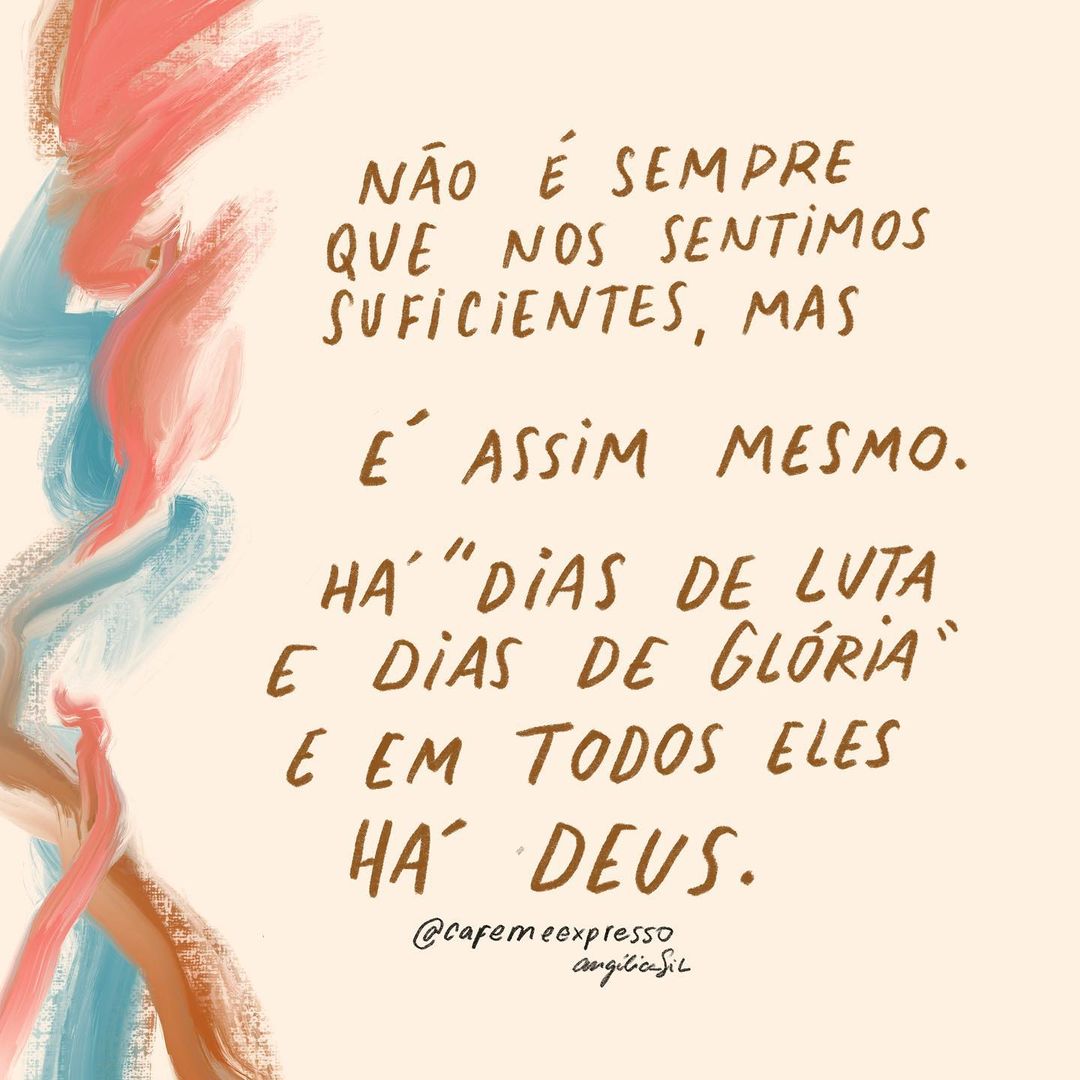 NÃO É SEMPRE
QUE NOS SENTIMOS
SUFICIENTES, MAS
É ASSIM MESMO.
HÁ "DIAS DE LUTA
E DIAS DE GLÓRIA"
E EM TODOS ELES
HÁ DEUS.
@cafemeexpresso
angélicaSiL